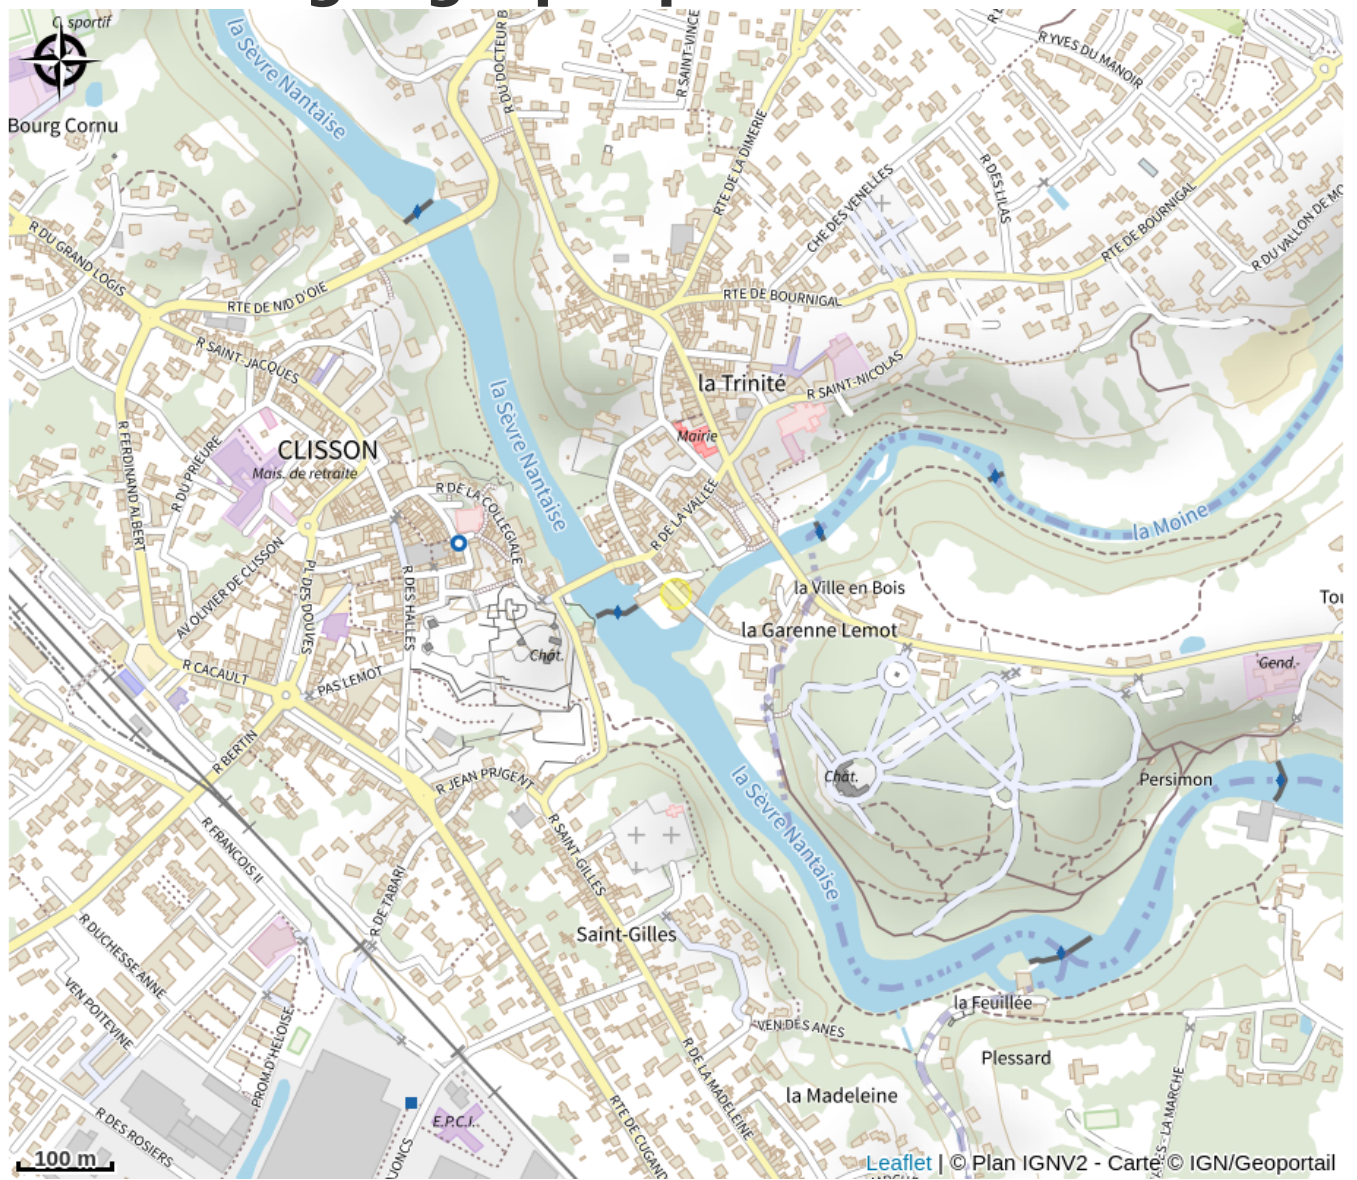 C. sportif
la Sèvre Nantaise
R DU DOCTEUR B
R SAINT-VINCE
R YVES DU MANOIR
Bourg Cornu
RTE DE LA DIMERIE
CHE DES VENELLES
R DES LILAS
RTE DE BOURNIGAL
R DU VALLON DE MO
R DU GRAND LOGIS
RTE DE NID D'OIE
RTE DE BOURNIGAL
R SAINT-JACQUES
la Trinité
R SAINT-NICOLAS
la Sèvre Nantaise
R FERDINAND ALBERT
R DU PRIEURE
CLISSON
Mais. de retraite
Mairie
R DE LA COLLEGIALE
R DE LA VALLEE
la Moine
AV OLIVIER DE CLISSON
PL DES DOUVES
R DES HALLES
la Ville en Bois
Tou
la Garenne Lemot
Chât.
Gend.
R CACAULT
PAS LEMOT
R BERTIN
R JEAN PRIGENT
Chât.
Persimon
la Sèvre Nantaise
R FRANCOIS II
R SAINT-GILLES
R DE TABARI
Saint-Gilles
R DUCHESSE ANNE
VEN POITEVINE
la Feuillée
VEN DES ANES
PROM D'HELOISE
R DE LA MADELEINE
Plessard
la Madeleine
R DES ROSIERS
E.P.C.I.
JONCS
RTE DE CUGAND
ES - LA MARCHE
100 m
Leaflet | © Plan IGNV2 - Carte © IGN/Geoportail